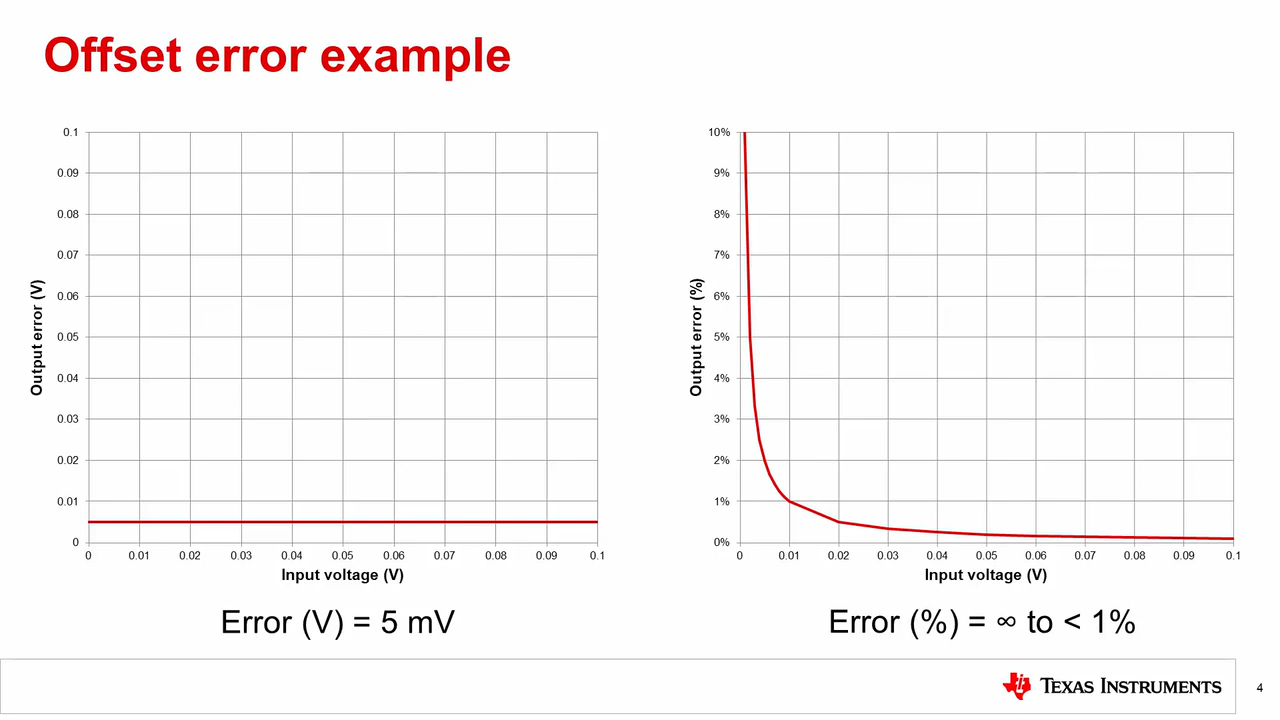 Offset error example
Output error (V)
0.1
0.09
0.08
0.07
0.06
0.05
0.04
0.03
0.02
0.01
0
0 0.01 0.02 0.03 0.04 0.05 0.06 0.07 0.08 0.09 0.1
Input voltage (V)
Error (V) = 5 mV
Output error (%)
10%
9%
8%
7%
6%
5%
4%
3%
2%
1%
0%
0 0.01 0.02 0.03 0.04 0.05 0.06 0.07 0.08 0.09 0.1
Input voltage (V)
Error (%) = ∞ to < 1%
TEXAS INSTRUMENTS
4